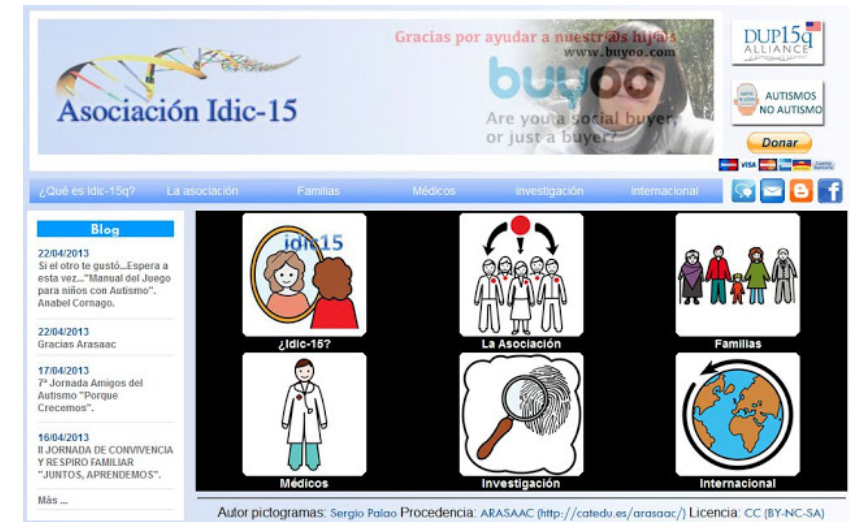 Gracias por ayudar a nuestr@s hij@s
www.buyoo.com
buyoo
Are you a social buyer,
or just a buyer?
Asociación Idic-15
DUP15q
ALLIANCE
AUTISMOS
NO AUTISMO
Donar
VISA
¿Qué es Idic-15q? La asociación Familias Médicos Investigación Internacional
Blog
22/04/2013
Si el otro te gustó...Espera a
esta vez..."Manual del Juego
para niños con Autismo".
Anabel Cornago.
22/04/2013
Gracias Arasaac
17/04/2013
7ª Jornada Amigos del
Autismo "Porque
Crecemos".
16/04/2013
II JORNADA DE CONVIVENCIA
Y RESPIRO FAMILIAR
"JUNTOS, APRENDEMOS".
Más ...
idic15
¿Idic-15? La Asociación Familias
Médicos Investigación Internacional
Autor pictogramas: Sergio Palao Procedencia: ARASAAC (http://catedu.es/arasaac/) Licencia: CC (BY-NC-SA)